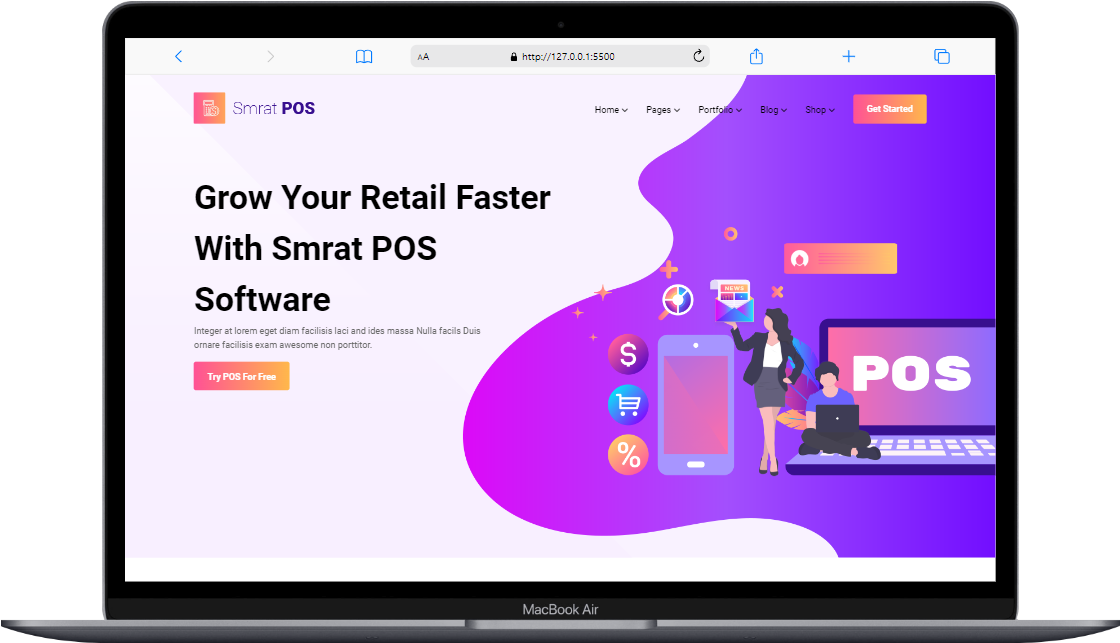 AA http://127.0.0.1:5500
Smrat POS
Home Pages Portfolio Blog Shop Get Started
Grow Your Retail Faster
With Smrat POS
Software
Integer at lorem eget diam facilisis laci and ides massa Nulla facils Duis
ornare facilisis exam awesome non porttitor.
Try POS For Free
NEWS
$
POS
%
MacBook Air